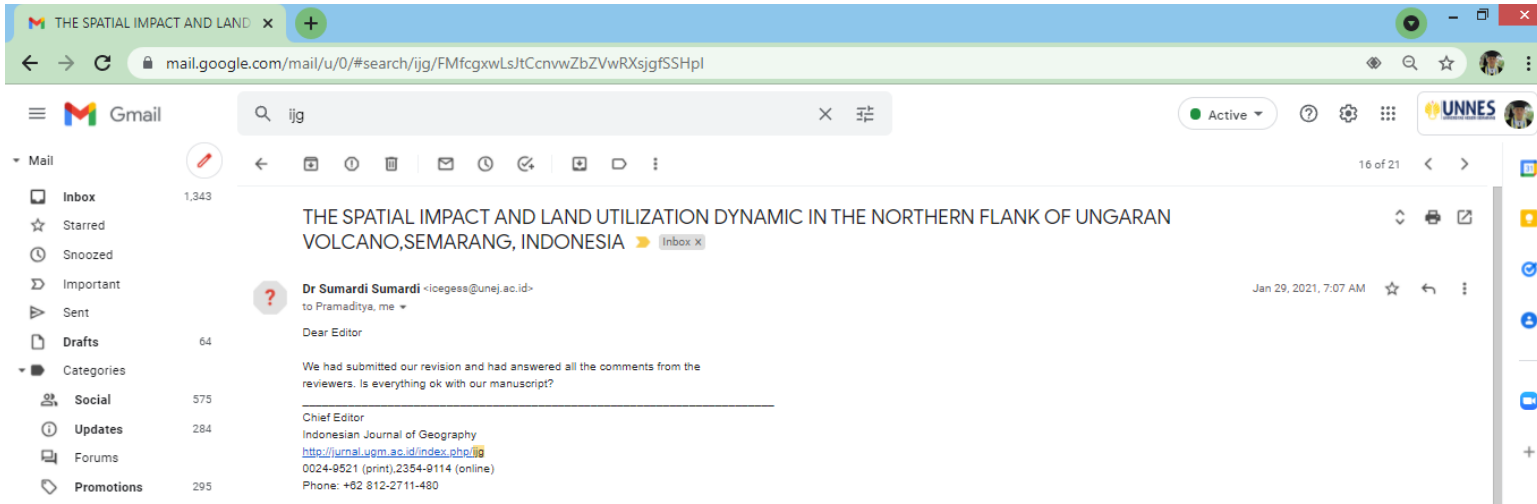 THE SPATIAL IMPACT AND LAND
mail.google.com/mail/u/0/#search/ijg/FMfcgxwLsJtCcnvwZbZVwRXsjgfSSHpl
Gmail
ijg
Active
UNNES
Mail
16 of 21
Inbox 1,343
Starred
Snoozed
Important
Sent
Drafts 64
Categories
Social 575
Updates 284
Forums
Promotions 295
THE SPATIAL IMPACT AND LAND UTILIZATION DYNAMIC IN THE NORTHERN FLANK OF UNGARAN
VOLCANO,SEMARANG, INDONESIA Inbox x
Dr Sumardi Sumardi <icegess@unej.ac.id> Jan 29, 2021, 7:07 AM
to Pramaditya, me
Dear Editor
We had submitted our revision and had answered all the comments from the
reviewers. Is everything ok with our manuscript?
Chief Editor
Indonesian Journal of Geography
http://jurnal.ugm.ac.id/index.php/ijg
0024-9521 (print),2354-9114 (online)
Phone: +62 812-2711-480
31